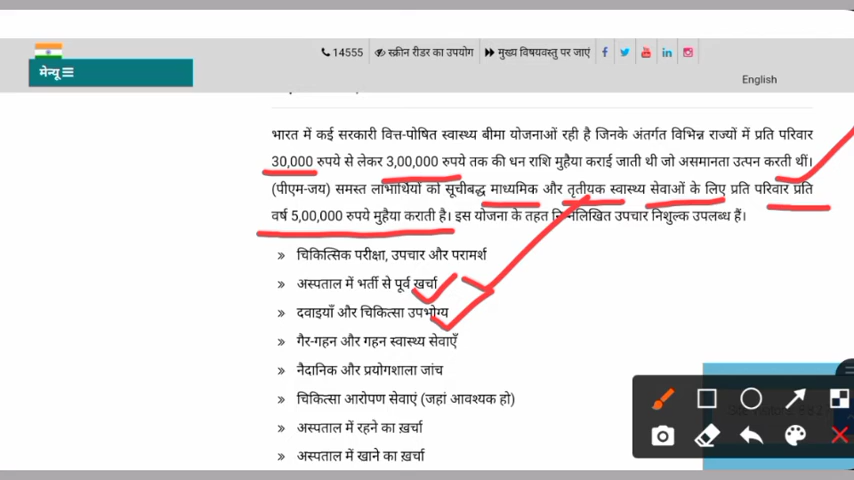 14555 स्क्रीन रीडर का उपयोग मुख्य विषयवस्तु पर जाएं
मेन्यू
English
भारत में कई सरकारी वित्त-पोषित स्वास्थ्य बीमा योजनाओं रही है जिनके अंतर्गत विभिन्न राज्यों में प्रति परिवार
30,000 रुपये से लेकर 3,00,000 रुपये तक की धन राशि मुहैया कराई जाती थी जो असमानता उत्पन करती थीं।
(पीएम-जय) समस्त लाभार्थियों को सूचीबद्ध माध्यमिक और तृतीयक स्वास्थ्य सेवाओं के लिए प्रति परिवार प्रति
वर्ष 5,00,000 रुपये मुहैया कराती है। इस योजना के तहत निम्नलिखित उपचार निशुल्क उपलब्ध हैं।
» चिकित्सिक परीक्षा, उपचार और परामर्श
» अस्पताल में भर्ती से पूर्व ख़र्चा
» दवाइयाँ और चिकित्सा उपभोग्य
» गैर-गहन और गहन स्वास्थ्य सेवाएँ
» नैदानिक और प्रयोगशाला जांच
» चिकित्सा आरोपण सेवाएं (जहां आवश्यक हो)
» अस्पताल में रहने का ख़र्चा
» अस्पताल में खाने का ख़र्चा